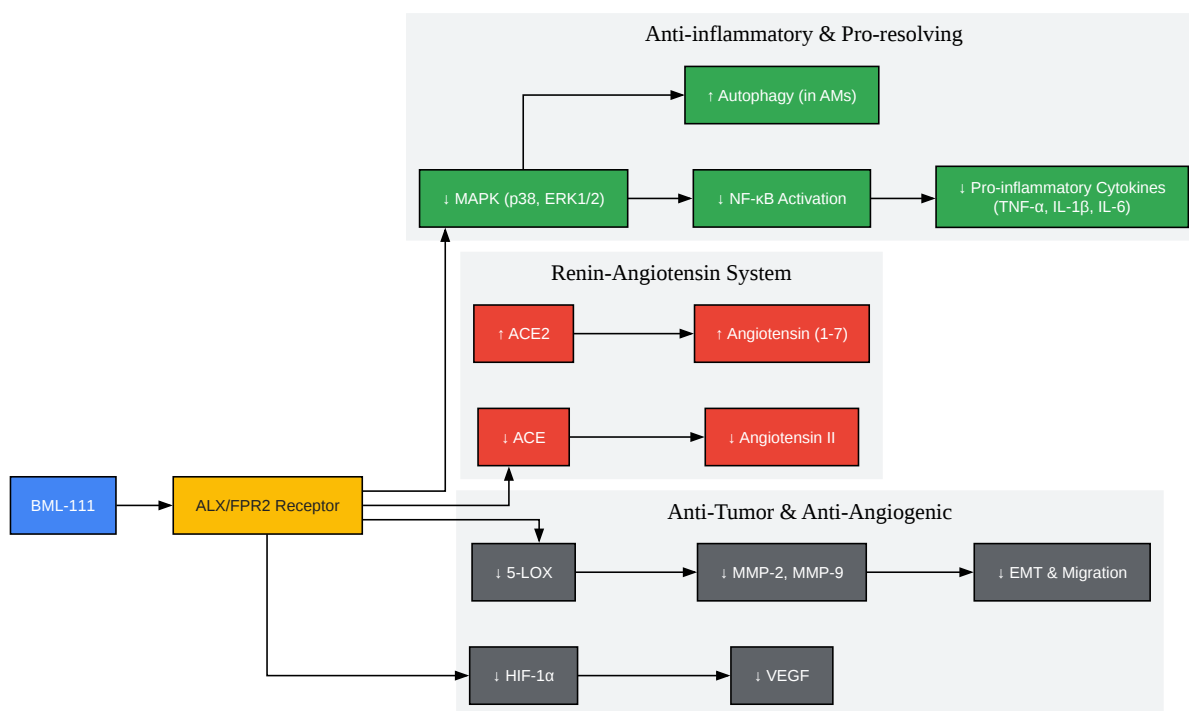 Anti-inflammatory & Pro-resolving
↑ Autophagy (in AMs)
↓ MAPK (p38, ERK1/2)
↓ NF-κB Activation
↓ Pro-inflammatory Cytokines
(TNF-α, IL-1β, IL-6)
Renin-Angiotensin System
↑ ACE2
↑ Angiotensin (1-7)
↓ ACE
↓ Angiotensin II
BML-111
ALX/FPR2 Receptor
Anti-Tumor & Anti-Angiogenic
↓ 5-LOX
↓ MMP-2, MMP-9
↓ EMT & Migration
↓ HIF-1α
↓ VEGF